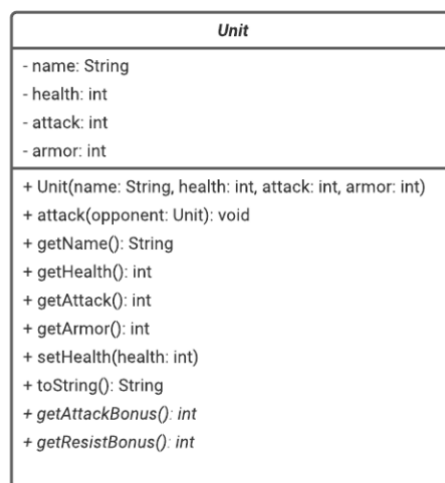 Unit
- name: String
- health: int
- attack: int
- armor: int
+ Unit(name: String, health: int, attack: int, armor: int)
+ attack(opponent: Unit): void
+ getName(): String
+ getHealth(): int
+ getAttack(): int
+ getArmor(): int
+ setHealth(health: int)
+ toString(): String
+ getAttackBonus(): int
+ getResistBonus(): int